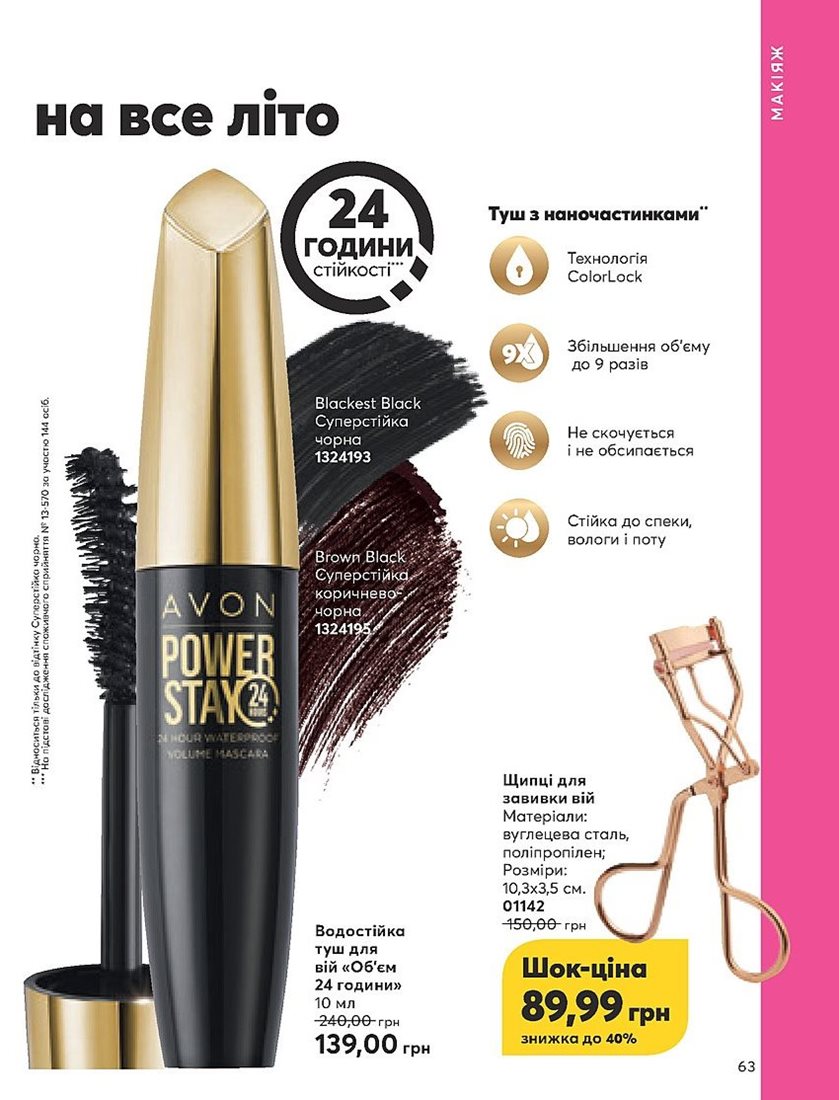 МАКІЯЖ
на все літо
24
ГОДИНИ
СТІЙКОСТІ***
Туш з наночастинками**
Технологія
ColorLock
9X
Збільшення об'єму
до 9 разів
Не скочується
і не обсипається
Стійка до спеки,
вологи і поту
Blackest Black
Суперстійка
чорна
1324193
Brown Black
Суперстійка
коричнево-
чорна
1324195
** Відноситься тільки до відтінку Суперстійка чорна.
*** На підставі дослідження споживчого сприйняття № 13-570 за участю 144 осіб.
AVON
POWER
STAY 24
HOURS
24 HOUR WATERPROOF
VOLUME MASCARA
Водостійка
туш для
вій «Об'єм
24 години»
10 мл
240,00 грн
139,00 грн
Щипці для
завивки вій
Матеріали:
вуглецева сталь,
поліпропілен;
Розміри:
10,3х3,5 см.
01142
150,00 грн
Шок-ціна
89,99 грн
знижка до 40%
63